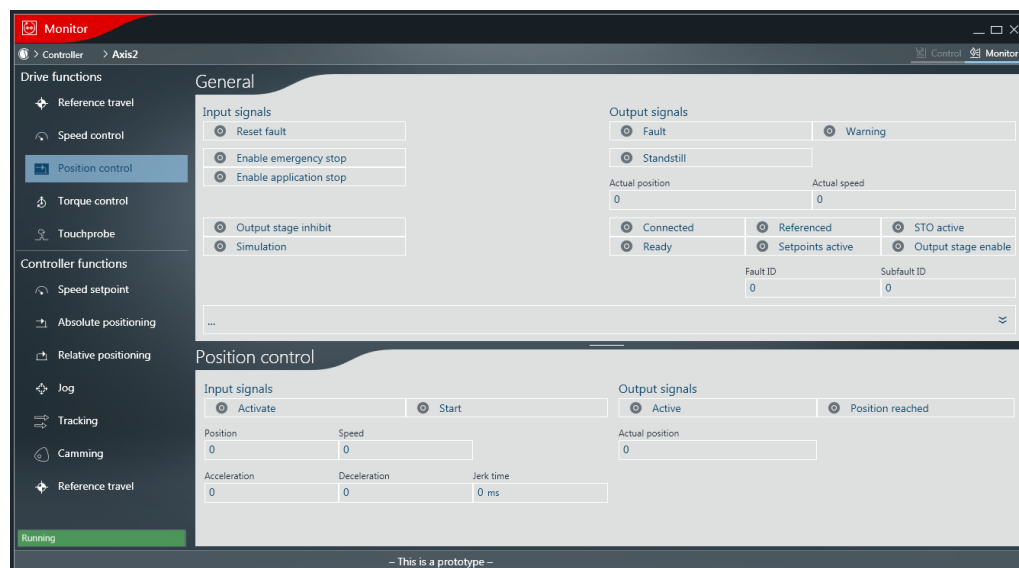 Monitor
> Controller > Axis2
Control Monitor
Drive functions
Reference travel
Speed control
Position control
Torque control
Touchprobe
Controller functions
Speed setpoint
Absolute positioning
Relative positioning
Jog
Tracking
Camming
Reference travel
Running
General
Input signals
Reset fault
Enable emergency stop
Enable application stop
Output stage inhibit
Simulation
Output signals
Fault Warning
Standstill
Actual position Actual speed
0 0
Connected Referenced STO active
Ready Setpoints active Output stage enable
Fault ID Subfault ID
0 0
...
Position control
Input signals
Activate Start
Position Speed
0 0
Acceleration Deceleration Jerk time
0 0 0 ms
Output signals
Active Position reached
Actual position
0
– This is a prototype –